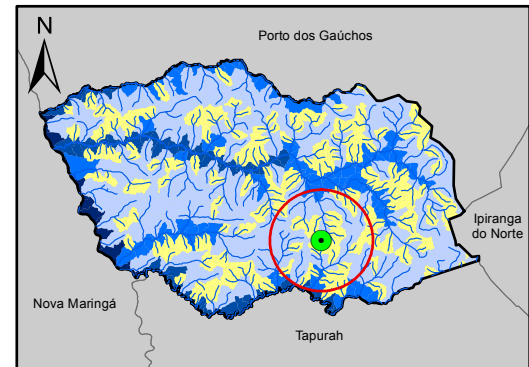 N
Porto dos Gaúchos
Ipiranga
do Norte
Nova Maringá
Tapurah